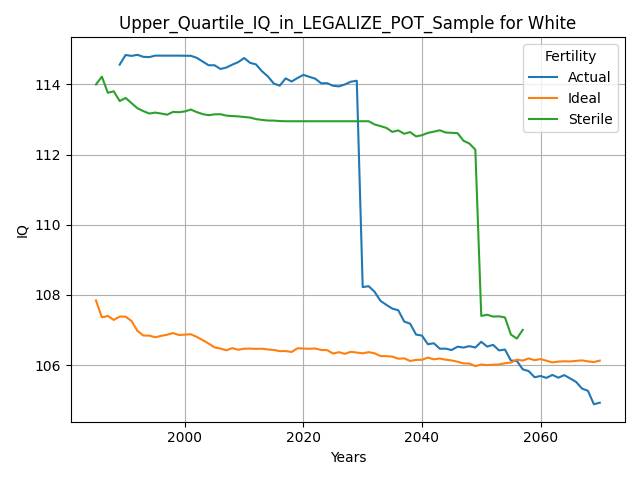 Upper_Quartile_IQ_in_LEGALIZE_POT_Sample for White
Fertility
Actual
Ideal
Sterile
114
112
110
108
106
IQ
2000
2020
2040
2060
Years